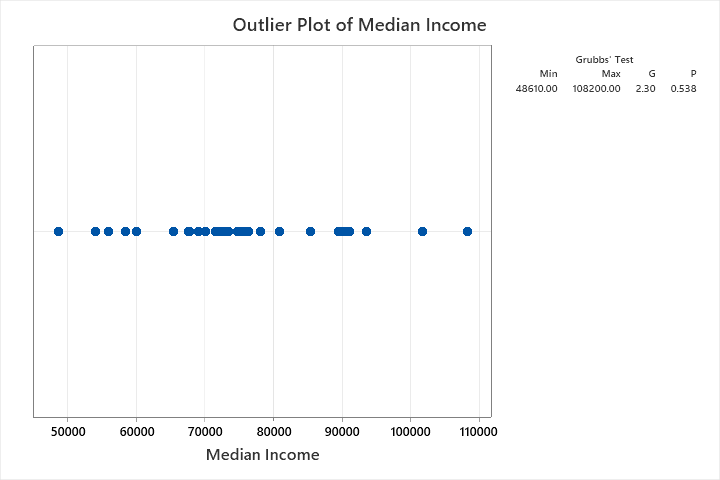 Outlier Plot of Median Income
Grubbs' Test
Min Max G P
48610.00 108200.00 2.30 0.538
50000 60000 70000 80000 90000 100000 110000
Median Income